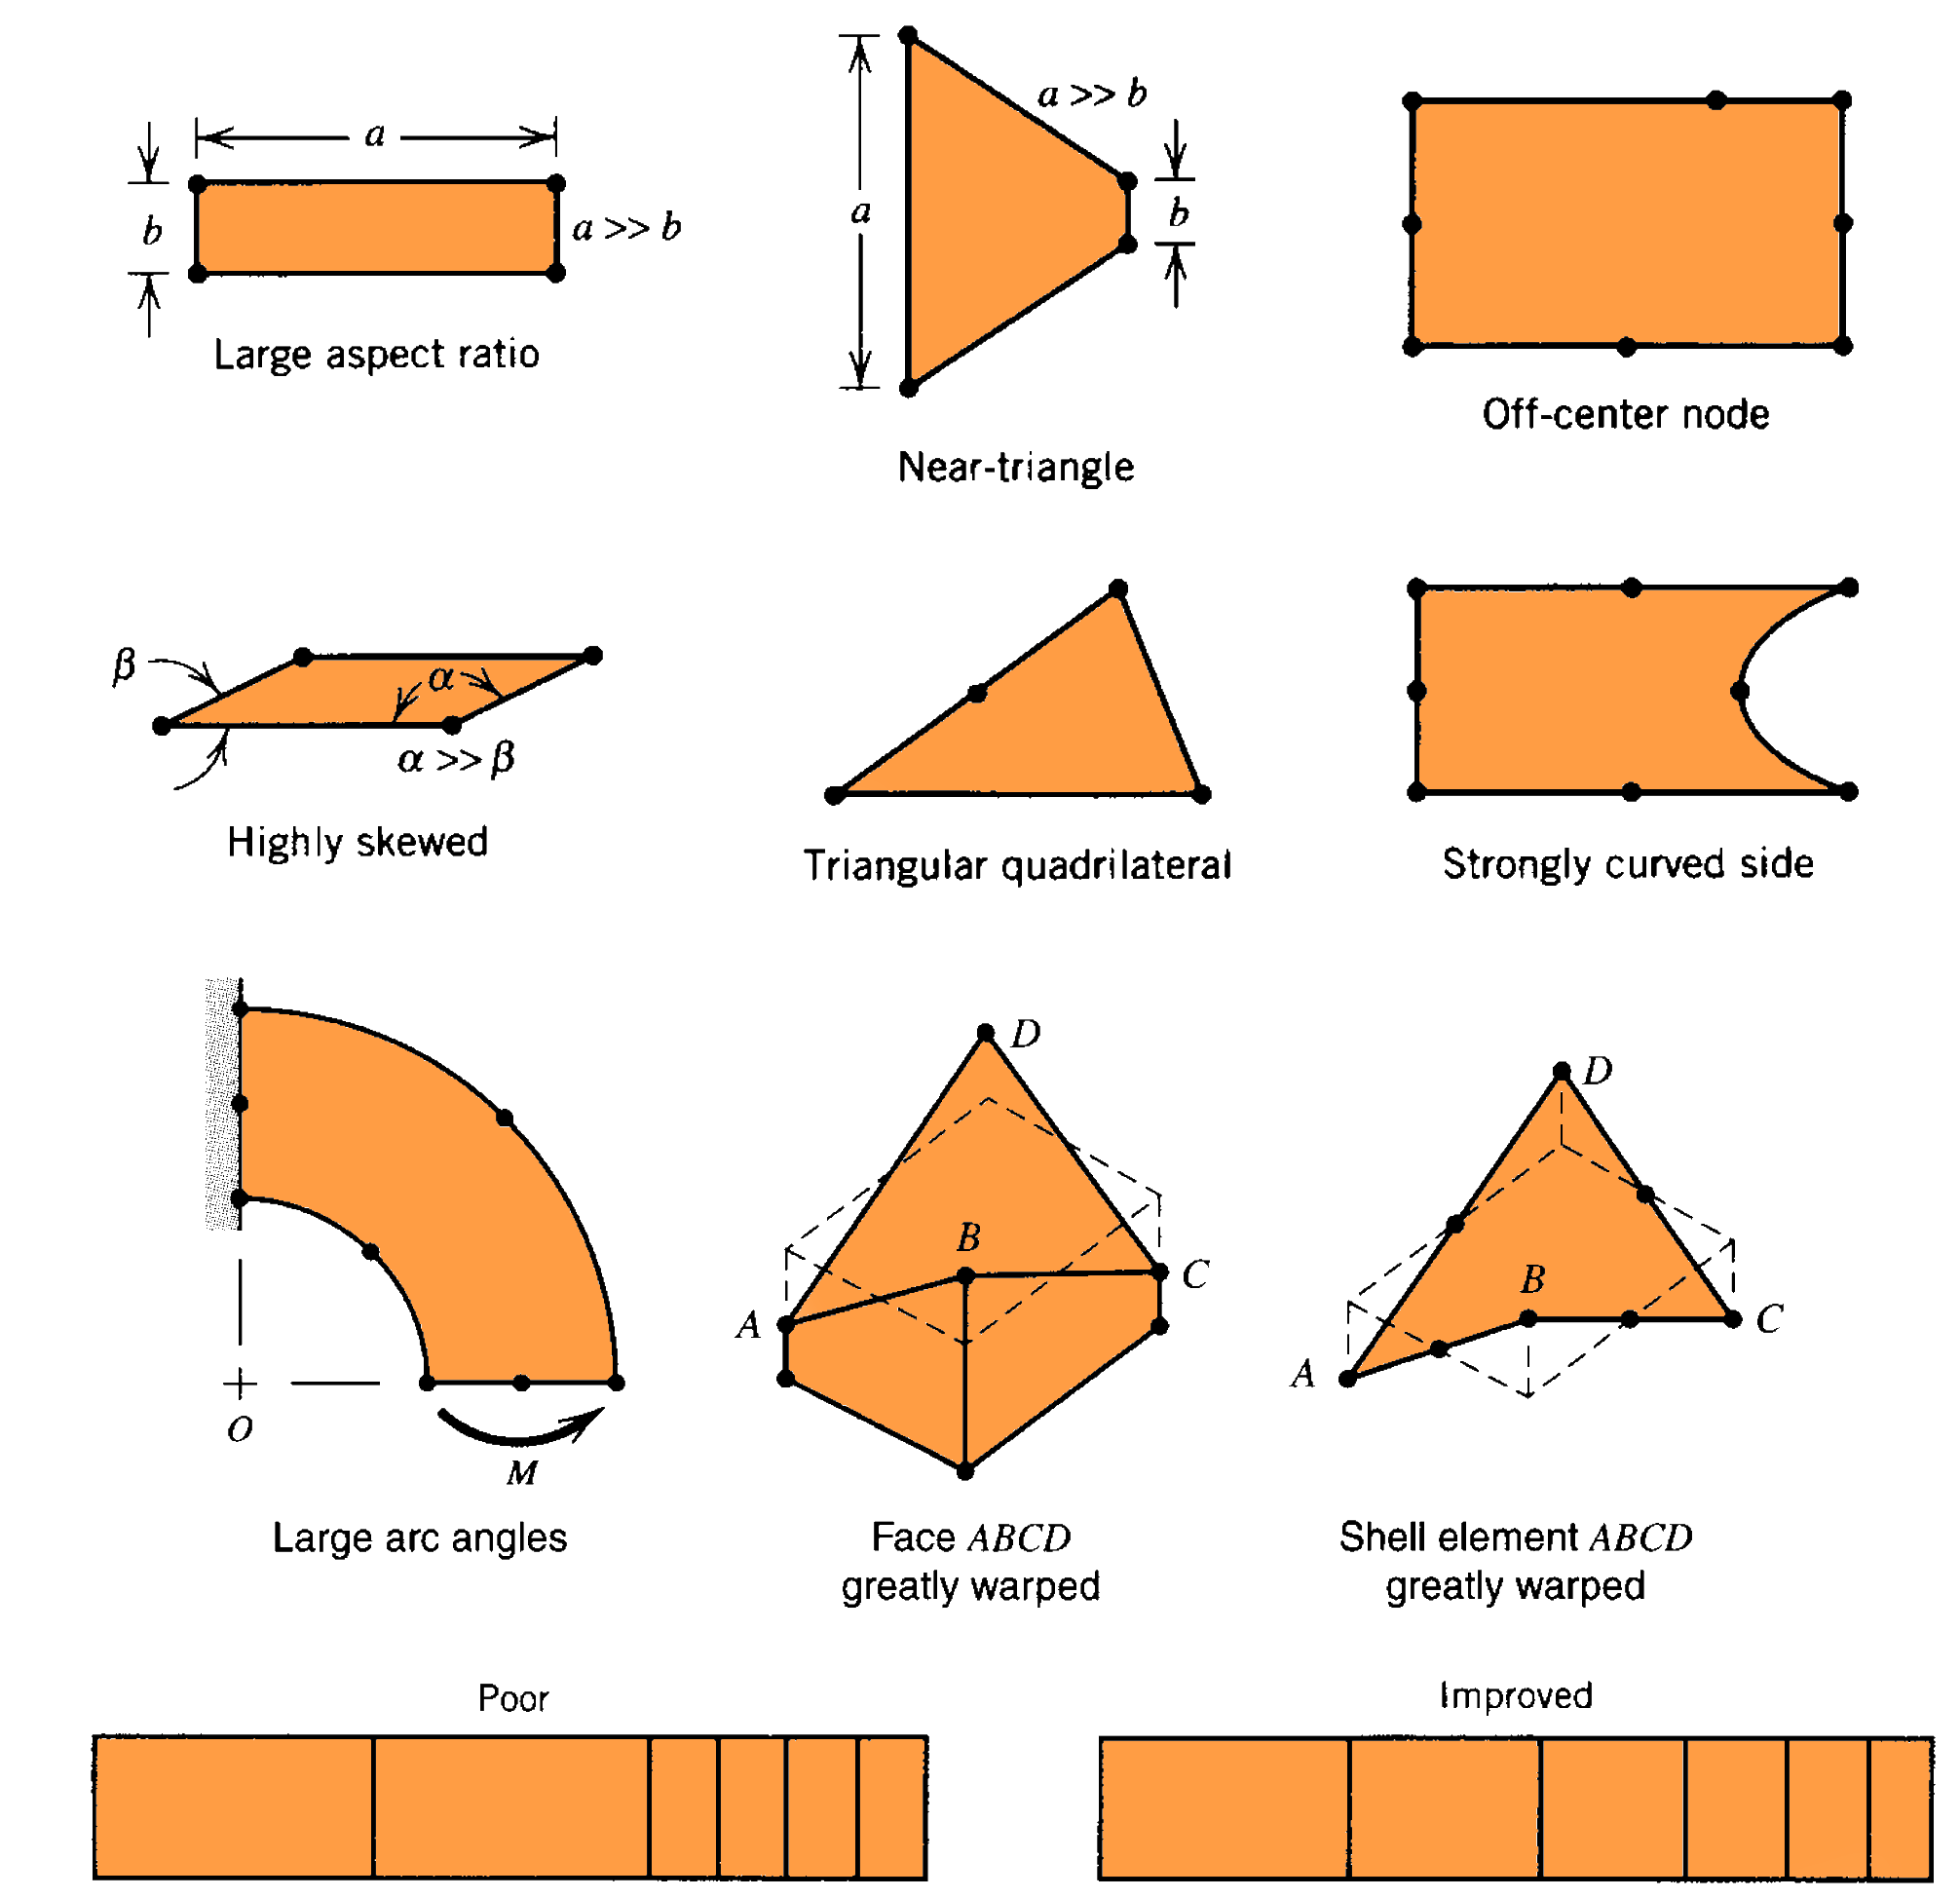 a
b
a >> b
Large aspect ratio
a
a >> b
b
Near-triangle
Off-center node
β
α
α >> β
Highly skewed
Triangular quadrilateral
Strongly curved side
O
M
Large arc angles
D
B
C
A
Face ABCD
greatly warped
D
B
C
A
Shell element ABCD
greatly warped
Poor
Improved